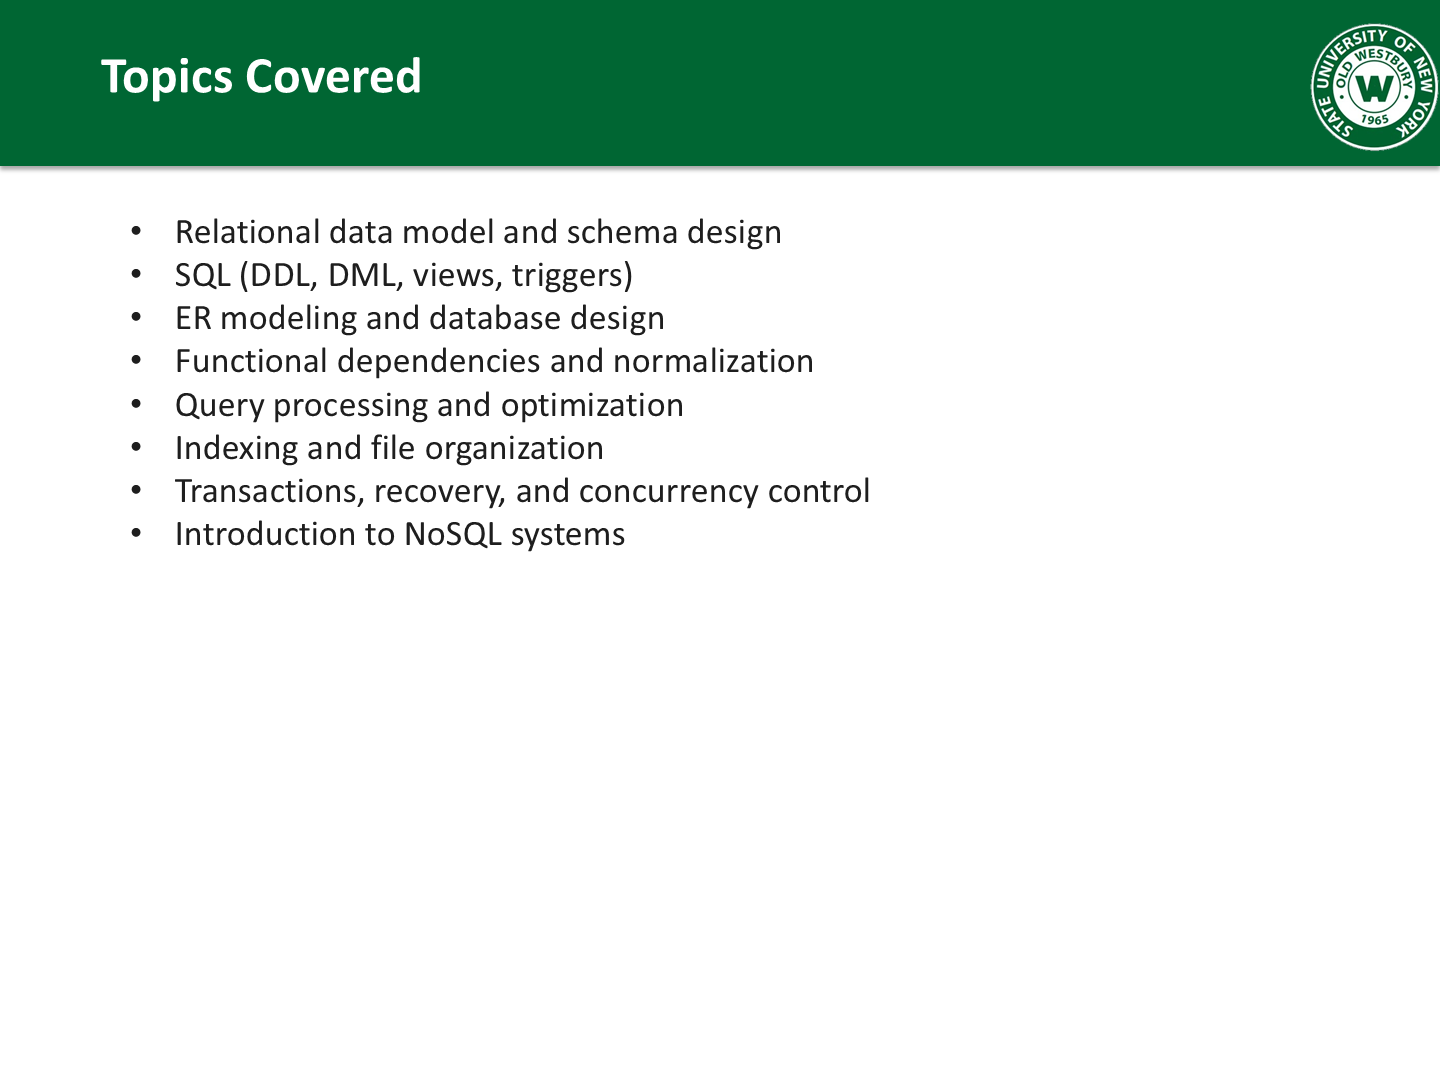 Topics Covered
STATE UNIVERSITY OF NEW YORK
OLD WESTBURY
W
1965
• Relational data model and schema design
• SQL (DDL, DML, views, triggers)
• ER modeling and database design
• Functional dependencies and normalization
• Query processing and optimization
• Indexing and file organization
• Transactions, recovery, and concurrency control
• Introduction to NoSQL systems